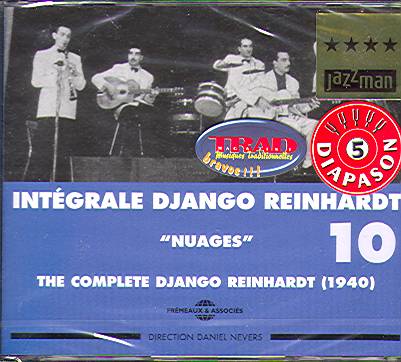 ★★★★
jazzman
TRAD
Musiques Traditionnelles
bravos!!!
5
DIAPASON
INTÉGRALE DJANGO REINHARDT
"NUAGES"
10
THE COMPLETE DJANGO REINHARDT (1940)
FRÉMEAUX & ASSOCIÉS
DIRECTION DANIEL NEVERS